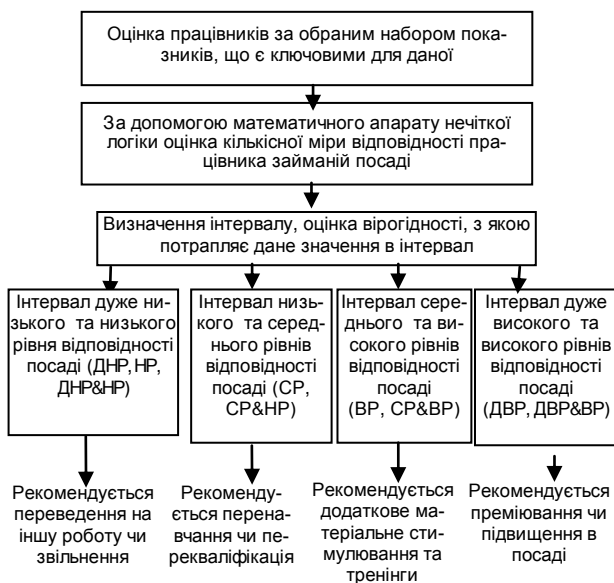 Оцінка працівників за обраним набором пока-
зників, що є ключовими для даної
За допомогою математичного апарату нечіткої
логіки оцінка кількісної міри відповідності пра-
цівника займаній посаді
Визначення інтервалу, оцінка вірогідності, з якою
потрапляє дане значення в інтервал
Інтервал дуже ни-
зького та низького
рівня відповідності
посаді (ДНР, НР,
ДНР&НР)
Інтервал низь-
кого та середн-
нього рівнів
відповідності
посаді (СР,
СР&НР)
Інтервал сере-
днього та ви-
сокого рівнів
відповідності
посаді
(ВР, СР&ВР)
Інтервал дуже
високого та
високого рівнів
відповідності
посаді
(ДВР, ДВР&ВР)
Рекомендується
переведення на
іншу роботу чи
звільнення
Рекоменду-
ється перена-
вчання чи пе-
рекваліфікація
Рекомендується
додаткове ма-
теріальне сти-
мулювання та
тренінги
Рекомендується
преміювання чи
підвищення в
посаді